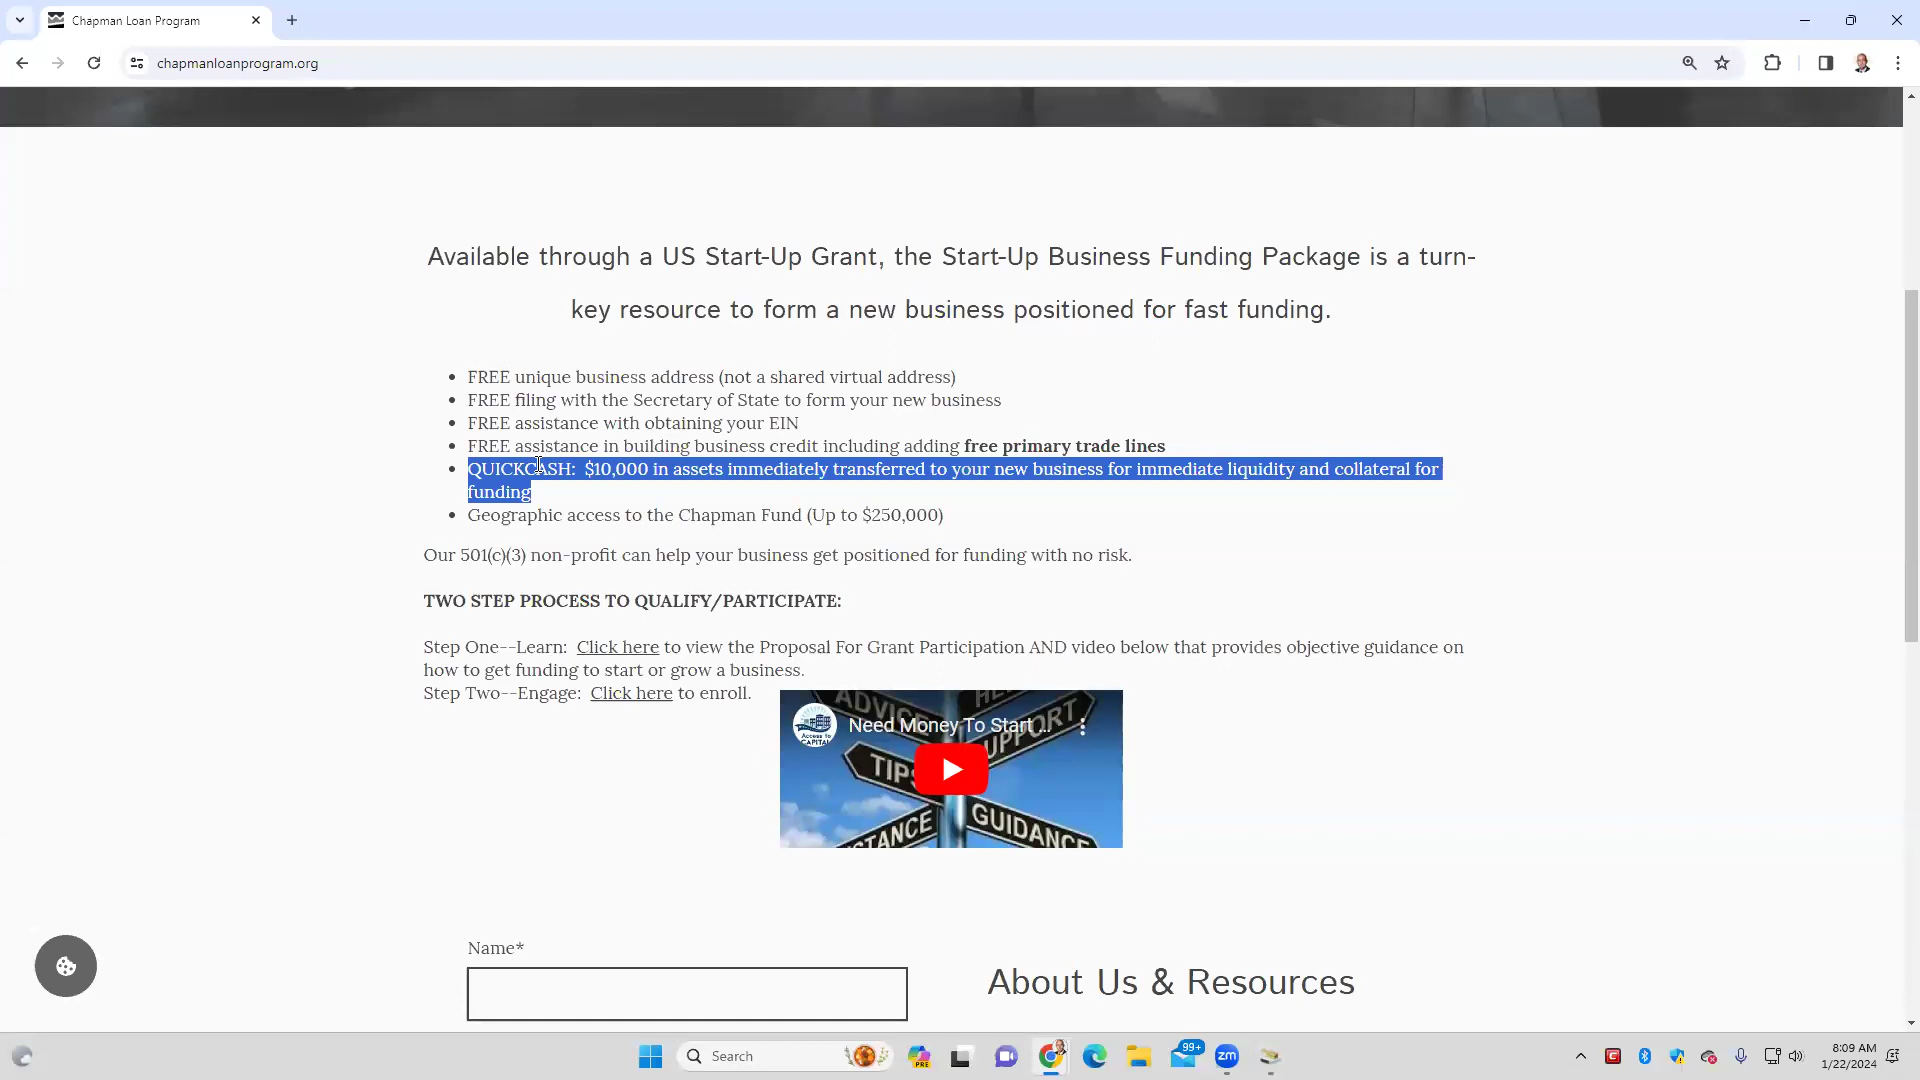 Chapman Loan Program
chapmanloanprogram.org
Available through a US Start-Up Grant, the Start-Up Business Funding Package is a turn-
key resource to form a new business positioned for fast funding.
FREE unique business address (not a shared virtual address)
FREE filing with the Secretary of State to form your new business
FREE assistance with obtaining your EIN
FREE assistance in building business credit including adding free primary trade lines
QUICKCASH:  $10,000 in assets immediately transferred to your new business for immediate liquidity and collateral for
funding
Geographic access to the Chapman Fund (Up to $250,000)
Our 501(c)(3) non-profit can help your business get positioned for funding with no risk.
TWO STEP PROCESS TO QUALIFY/PARTICIPATE:
Step One--Learn:  Click here to view the Proposal For Grant Participation AND video below that provides objective guidance on
how to get funding to start or grow a business.
Step Two--Engage:  Click here to enroll.
ADVICE
HELP
Access To
CAPITAL
Need Money To Start ...
SUPPORT
TIPS
GUIDANCE
Name*
About Us & Resources
Search
PRE
99+
zm
C
8:09 AM
1/22/2024